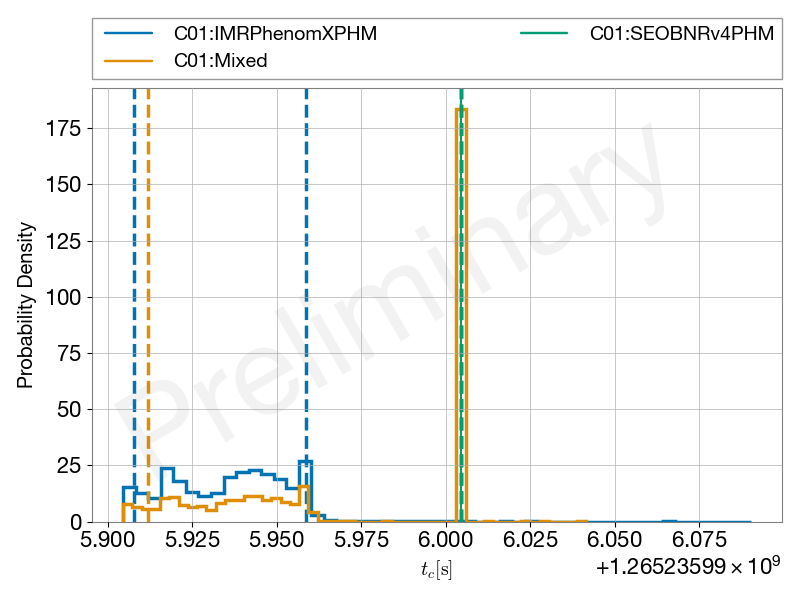 C01:IMRPhenomXPHM
C01:SEOBNRv4PHM
C01:Mixed
Probability Density
175
150
125
100
75
50
25
0
Preliminary
5.900 5.925 5.950 5.975 6.000 6.025 6.050 6.075
t_c[s]
+1.26523599×10⁹